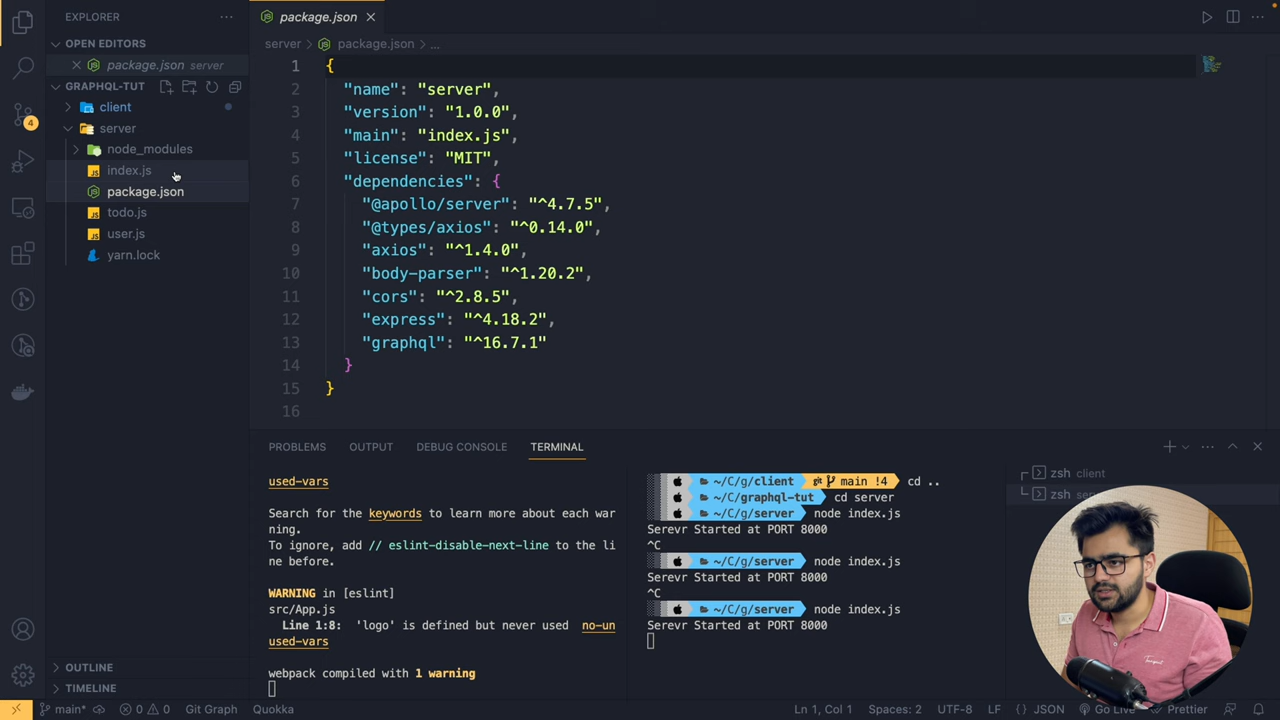 EXPLORER
OPEN EDITORS
package.json server
GRAPHQL-TUT
client
server
node_modules
index.js
package.json
todo.js
user.js
yarn.lock
OUTLINE
TIMELINE
4
package.json
server > package.json > ...
1 {
2 "name": "server",
3 "version": "1.0.0",
4 "main": "index.js",
5 "license": "MIT",
6 "dependencies": {
7 "@apollo/server": "^4.7.5",
8 "@types/axios": "^0.14.0",
9 "axios": "^1.4.0",
10 "body-parser": "^1.20.2",
11 "cors": "^2.8.5",
12 "express": "^4.18.2",
13 "graphql": "^16.7.1"
14 }
15 }
16
PROBLEMS OUTPUT DEBUG CONSOLE TERMINAL
used-vars
Search for the keywords to learn more about each war
ning.
To ignore, add // eslint-disable-next-line to the li
ne before.
WARNING in [eslint]
src/App.js
Line 1:8: 'logo' is defined but never used no-un
used-vars
webpack compiled with 1 warning
~/C/g/client main !4 cd ..
~/C/graphql-tut cd server
~/C/g/server node index.js
Serevr Started at PORT 8000
^C
~/C/g/server node index.js
Serevr Started at PORT 8000
^C
~/C/g/server node index.js
Serevr Started at PORT 8000
zsh client
zsh
main* 0 0 Git Graph Quokka
Ln 1, Col 1 Spaces: 2 UTF-8 LF {} JSON Go Live Prettier